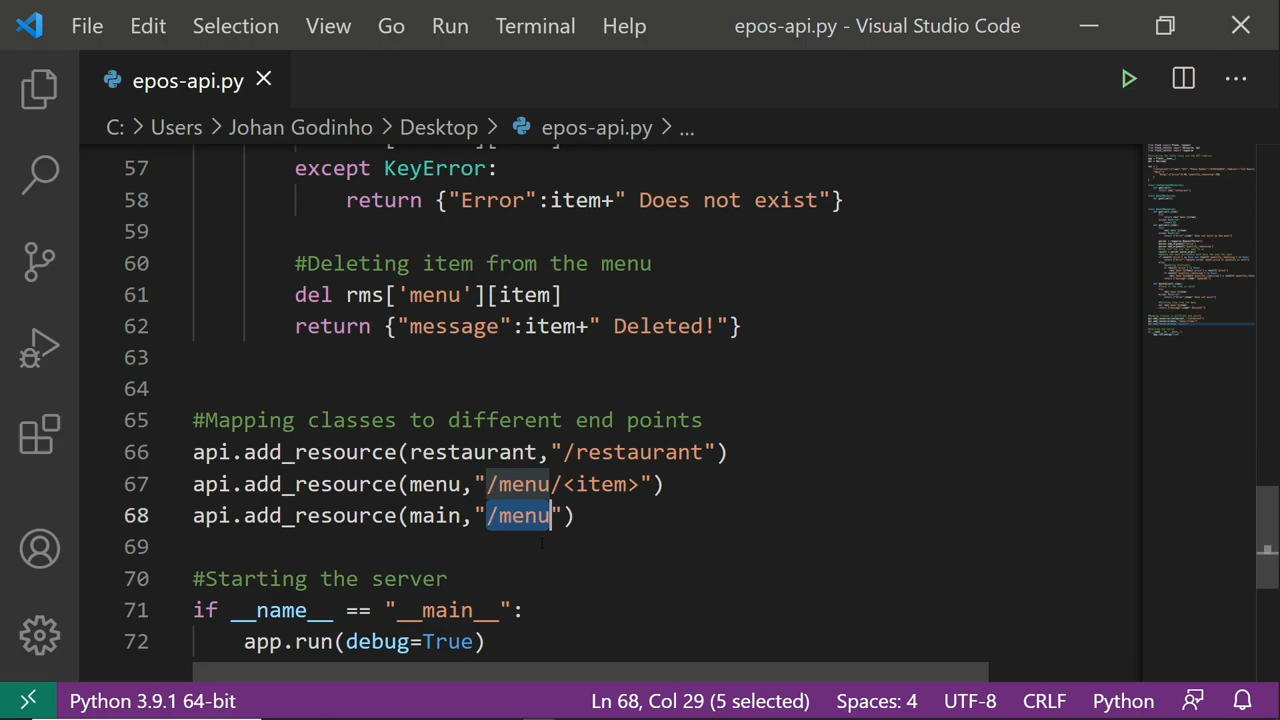 File Edit Selection View Go Run Terminal Help epos-api.py - Visual Studio Code
epos-api.py
C: > Users > Johan Godinho > Desktop > epos-api.py > ...
57 except KeyError:
58 return {"Error":item+" Does not exist"}
59
60 #Deleting item from the menu
61 del rms['menu'][item]
62 return {"message":item+" Deleted!"}
63
64
65 #Mapping classes to different end points
66 api.add_resource(restaurant,"/restaurant")
67 api.add_resource(menu,"/menu/<item>")
68 api.add_resource(main,"/menu")
69
70 #Starting the server
71 if __name__ == "__main__":
72 app.run(debug=True)
Python 3.9.1 64-bit Ln 68, Col 29 (5 selected) Spaces: 4 UTF-8 CRLF Python